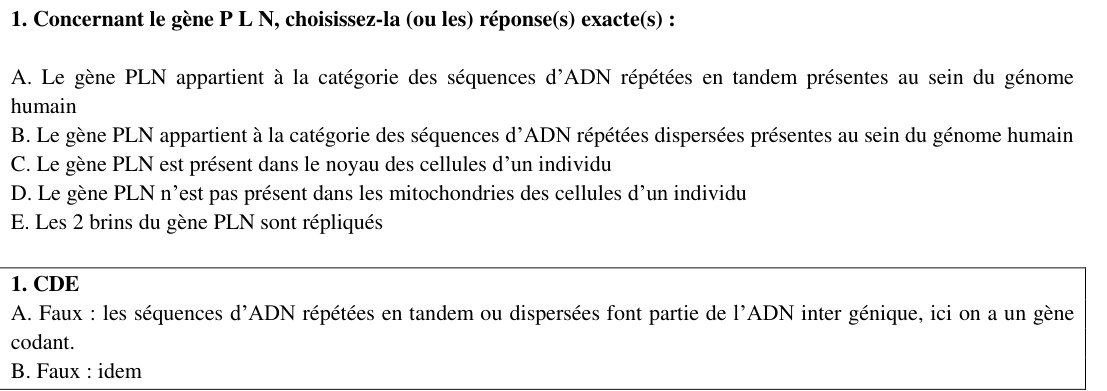 1. Concernant le gène P L N, choisissez-la (ou les) réponse(s) exacte(s) :
A. Le gène PLN appartient à la catégorie des séquences d'ADN répétées en tandem présentes au sein du génome
humain
B. Le gène PLN appartient à la catégorie des séquences d'ADN répétées dispersées présentes au sein du génome humain
C. Le gène PLN est présent dans le noyau des cellules d'un individu
D. Le gène PLN n'est pas présent dans les mitochondries des cellules d'un individu
E. Les 2 brins du gène PLN sont répliqués
1. CDE
A. Faux : les séquences d'ADN répétées en tandem ou dispersées font partie de l'ADN inter génique, ici on a un gène
codant.
B. Faux : idem